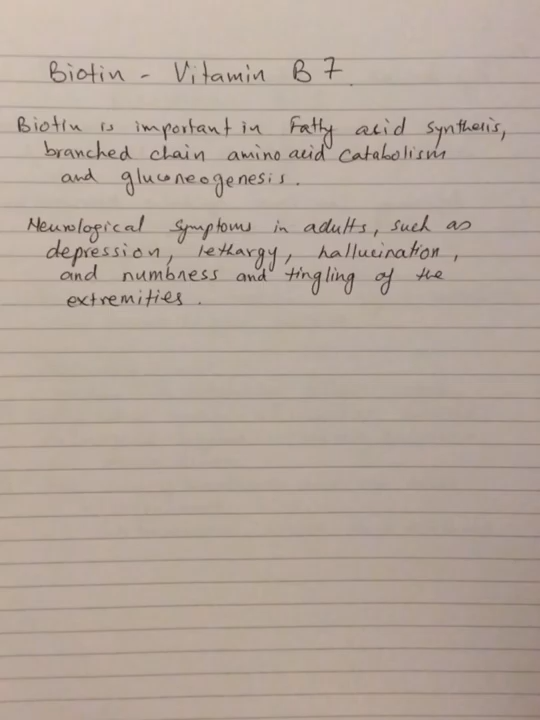 Biotin - Vitamin B7.
Biotin is important in Fatty acid synthesis,
branched chain amino acid catabolism
and gluconeogenesis.
Neurological symptoms in adults, such as
depression, lethargy, hallucination,
and numbness and tingling of the
extremities.